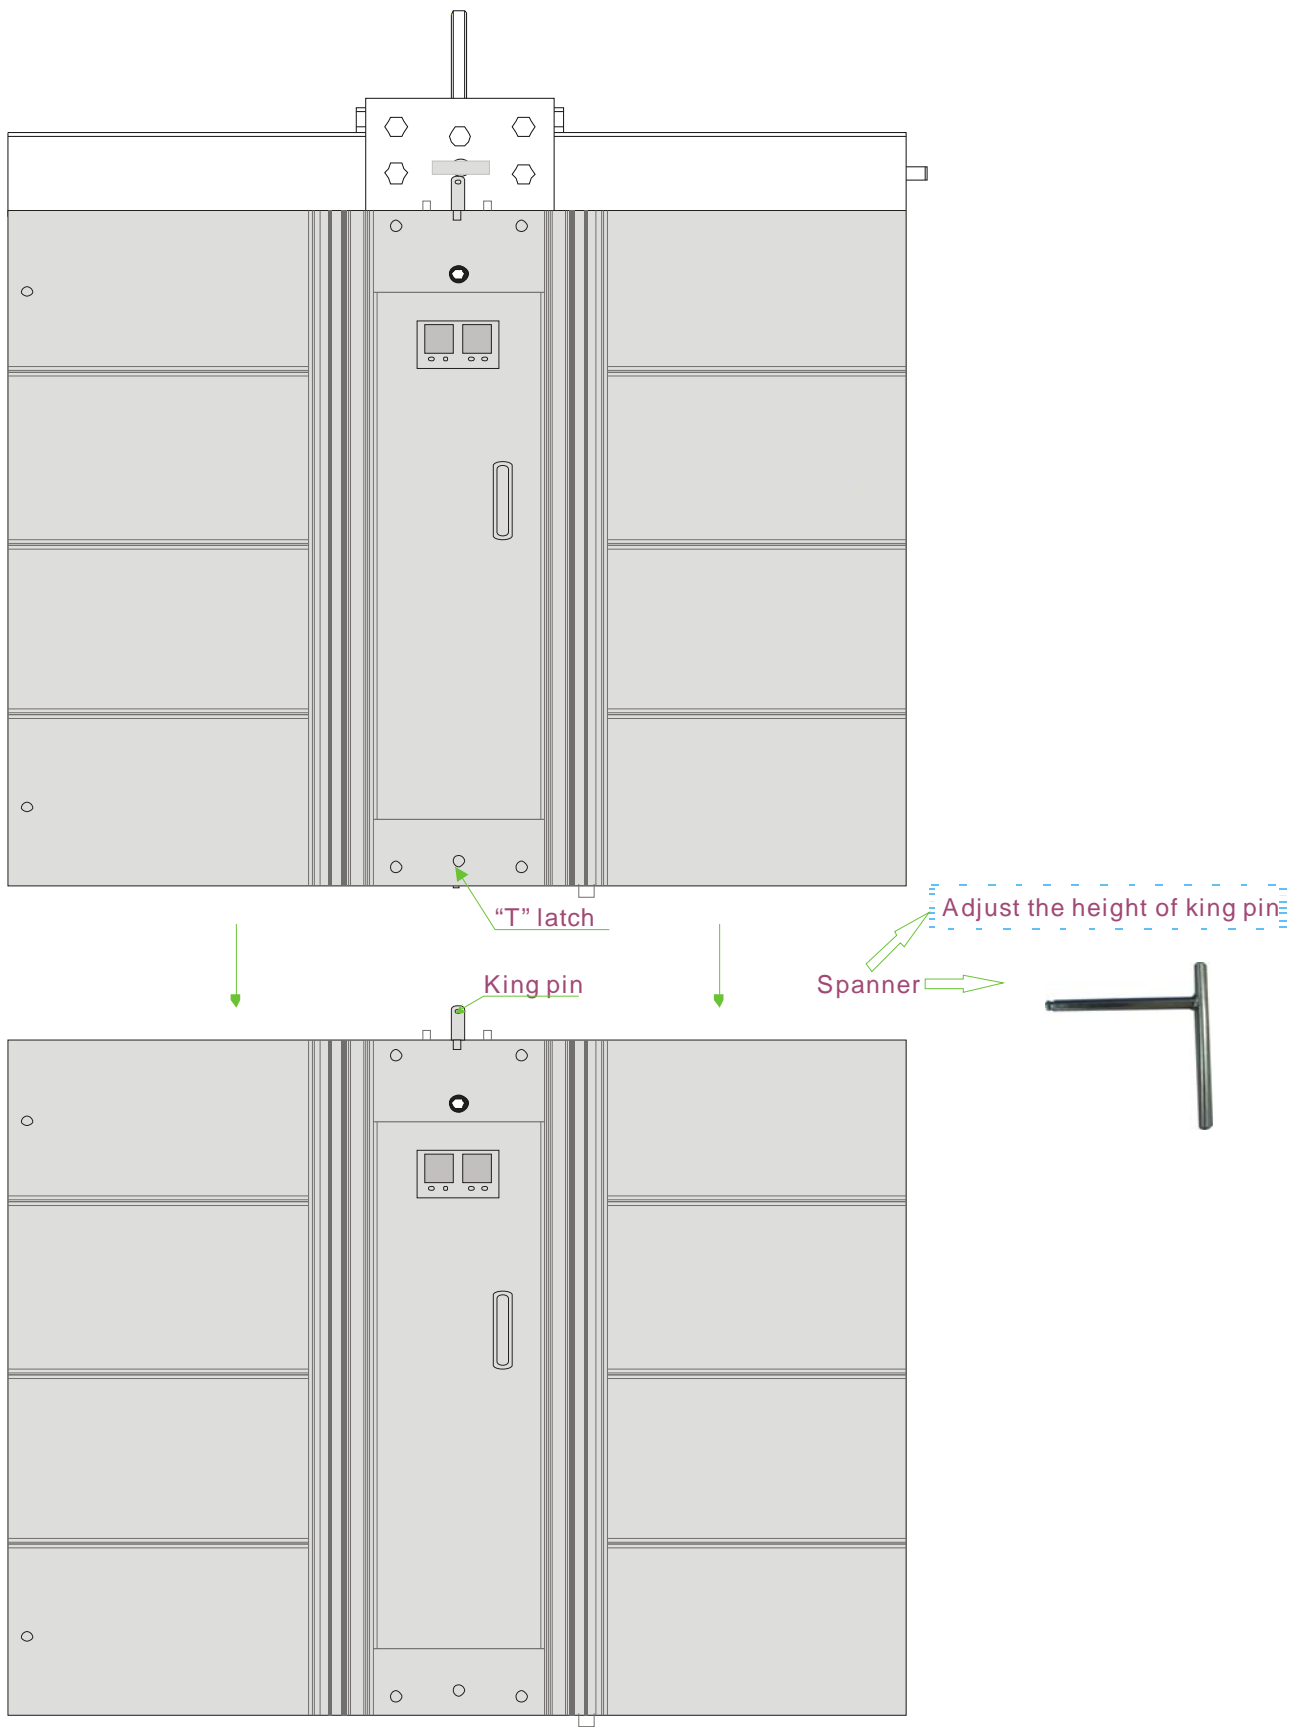 “T” latch
Adjust the height of king pin
King pin
Spanner